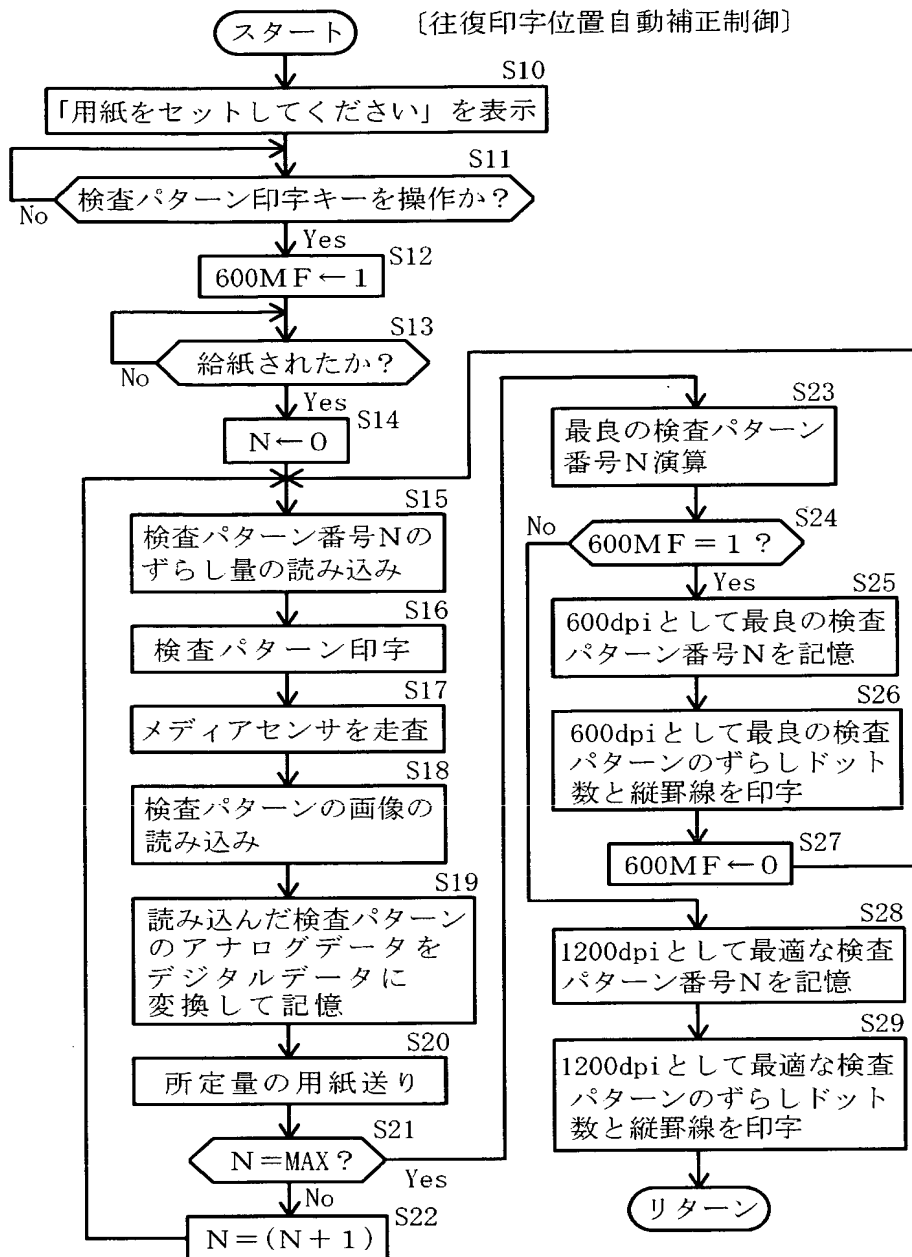 スタート
〔往復印字位置自動補正制御〕
S10
「用紙をセットしてください」を表示
S11
検査パターン印字キーを操作か?
No
Yes
S12
600MF←1
S13
給紙されたか?
No
Yes
S14
N←0
S15
検査パターン番号Nの
ずらし量の読み込み
S16
検査パターン印字
S17
メディアセンサを走査
S18
検査パターンの画像の
読み込み
S19
読み込んだ検査パターン
のアナログデータを
デジタルデータに
変換して記憶
S20
所定量の用紙送り
S21
N=MAX?
Yes
No
S22
N=(N+1)
S23
最良の検査パターン
番号N演算
S24
No
600MF=1?
Yes
S25
600dpiとして最良の検査
パターン番号Nを記憶
S26
600dpiとして最良の検査
パターンのずらしドット
数と縦罫線を印字
S27
600MF←0
S28
1200dpiとして最適な検査
パターン番号Nを記憶
S29
1200dpiとして最適な検査
パターンのずらしドット
数と縦罫線を印字
リターン